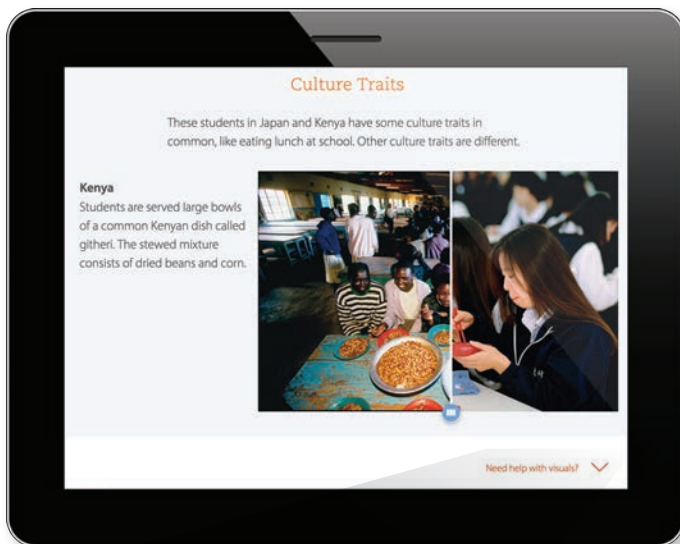 Culture Traits
These students in Japan and Kenya have some culture traits in
common, like eating lunch at school. Other culture traits are different.
Kenya
Students are served large bowls
of a common Kenyan dish called
githeri. The stewed mixture
consists of dried beans and corn.
Need help with visuals?